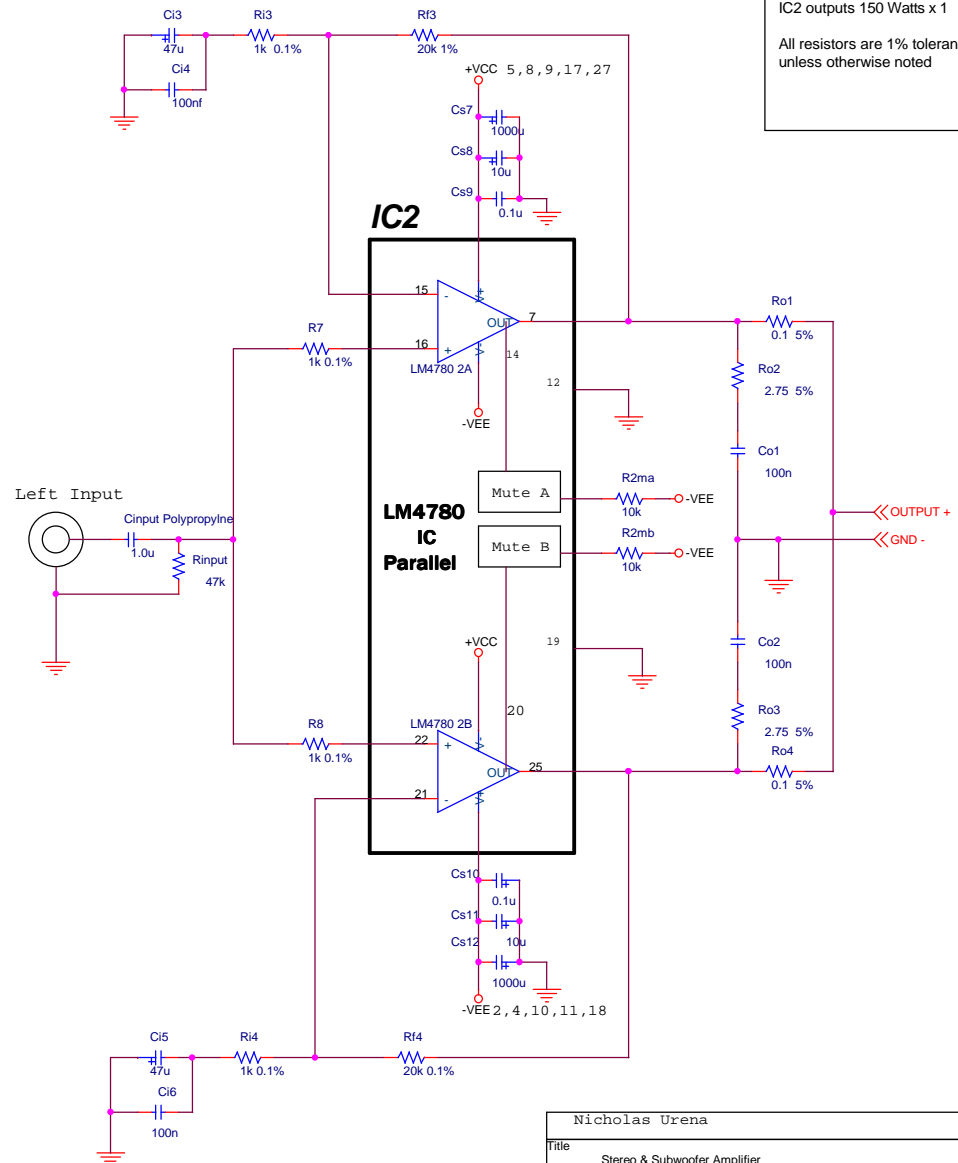 IC2 outputs 150 Watts x 1
All resistors are 1% toleran
unless otherwise noted
Ci3
47u
Ci4
100nf
Ri3
1k 0.1%
Rf3
20k 1%
+VCC 5,8,9,17,27
Cs7
1000u
Cs8
10u
Cs9
0.1u
IC2
15
-
V+
OUT
7
16
+
V-
LM4780 2A
14
-VEE
12
R7
1k 0.1%
Ro1
0.1 5%
Ro2
2.75 5%
Co1
100n
Mute A
R2ma
10k
-VEE
Mute B
R2mb
10k
-VEE
LM4780
IC
Parallel
Left Input
Cinput Polypropylne
1.0u
Rinput
47k
OUTPUT +
GND -
+VCC
19
Co2
100n
20
Ro3
2.75 5%
Ro4
0.1 5%
R8
1k 0.1%
LM4780 2B
22
+
V-
OUT
25
21
-
V+
Cs10
0.1u
Cs11
10u
Cs12
1000u
-VEE 2,4,10,11,18
Ci5
47u
Ci6
100n
Ri4
1k 0.1%
Rf4
20k 0.1%
Nicholas Urena
Title
Stereo & Subwoofer Amplifier